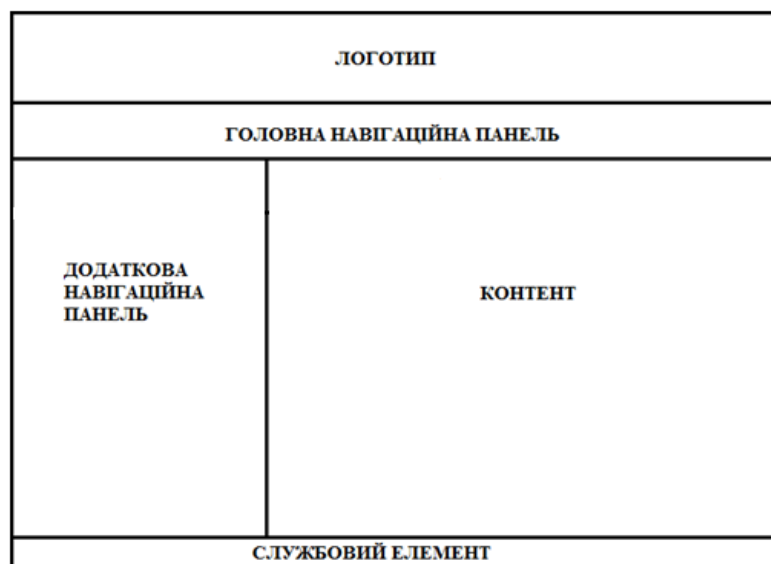 ЛОГОТИП
ГОЛОВНА НАВІГАЦІЙНА ПАНЕЛЬ
ДОДАТКОВА
НАВІГАЦІЙНА
ПАНЕЛЬ
КОНТЕНТ
СЛУЖБОВИЙ ЕЛЕМЕНТ